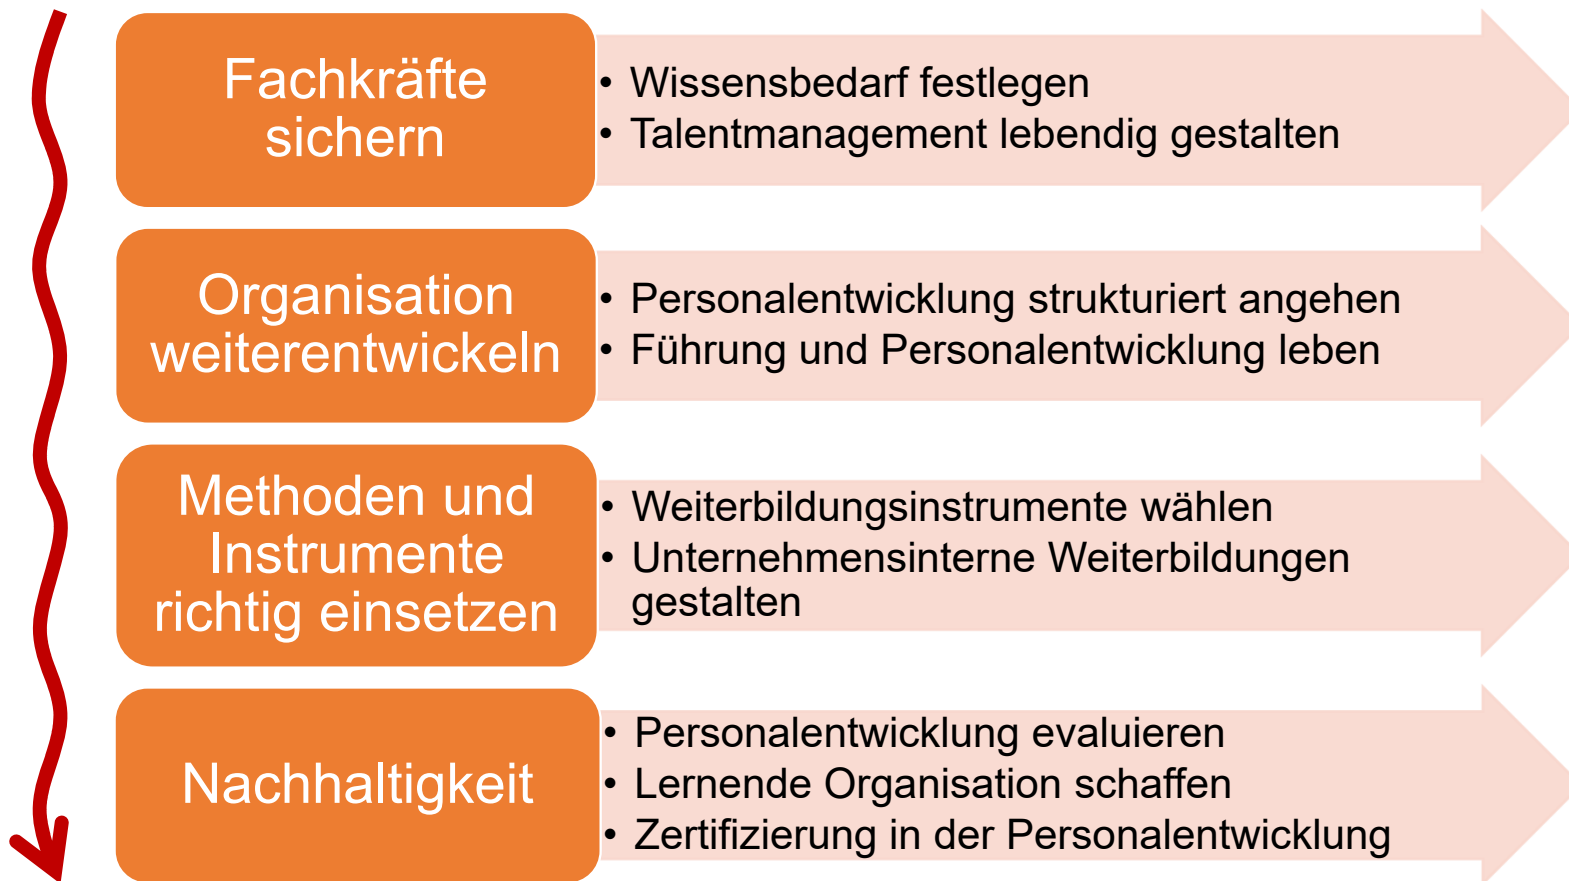 Fachkräfte
sichern
• Wissensbedarf festlegen
• Talentmanagement lebendig gestalten
Organisation
weiterentwickeln
• Personalentwicklung strukturiert angehen
• Führung und Personalentwicklung leben
Methoden und
Instrumente
richtig einsetzen
• Weiterbildungsinstrumente wählen
• Unternehmensinterne Weiterbildungen
gestalten
Nachhaltigkeit
• Personalentwicklung evaluieren
• Lernende Organisation schaffen
• Zertifizierung in der Personalentwicklung